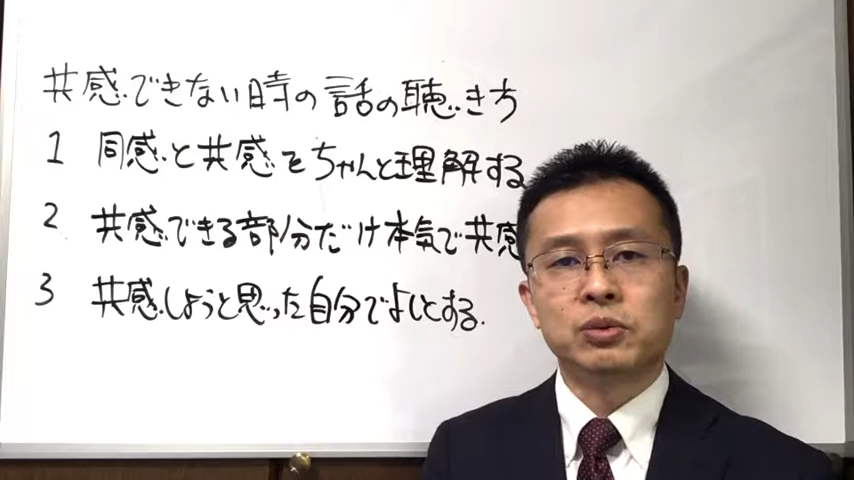 共感できない時の話の聴き方
1 同感と共感をちゃんと理解する
2 共感できる部分だけ本気で共感
3 共感しようと思った自分でよしとする.